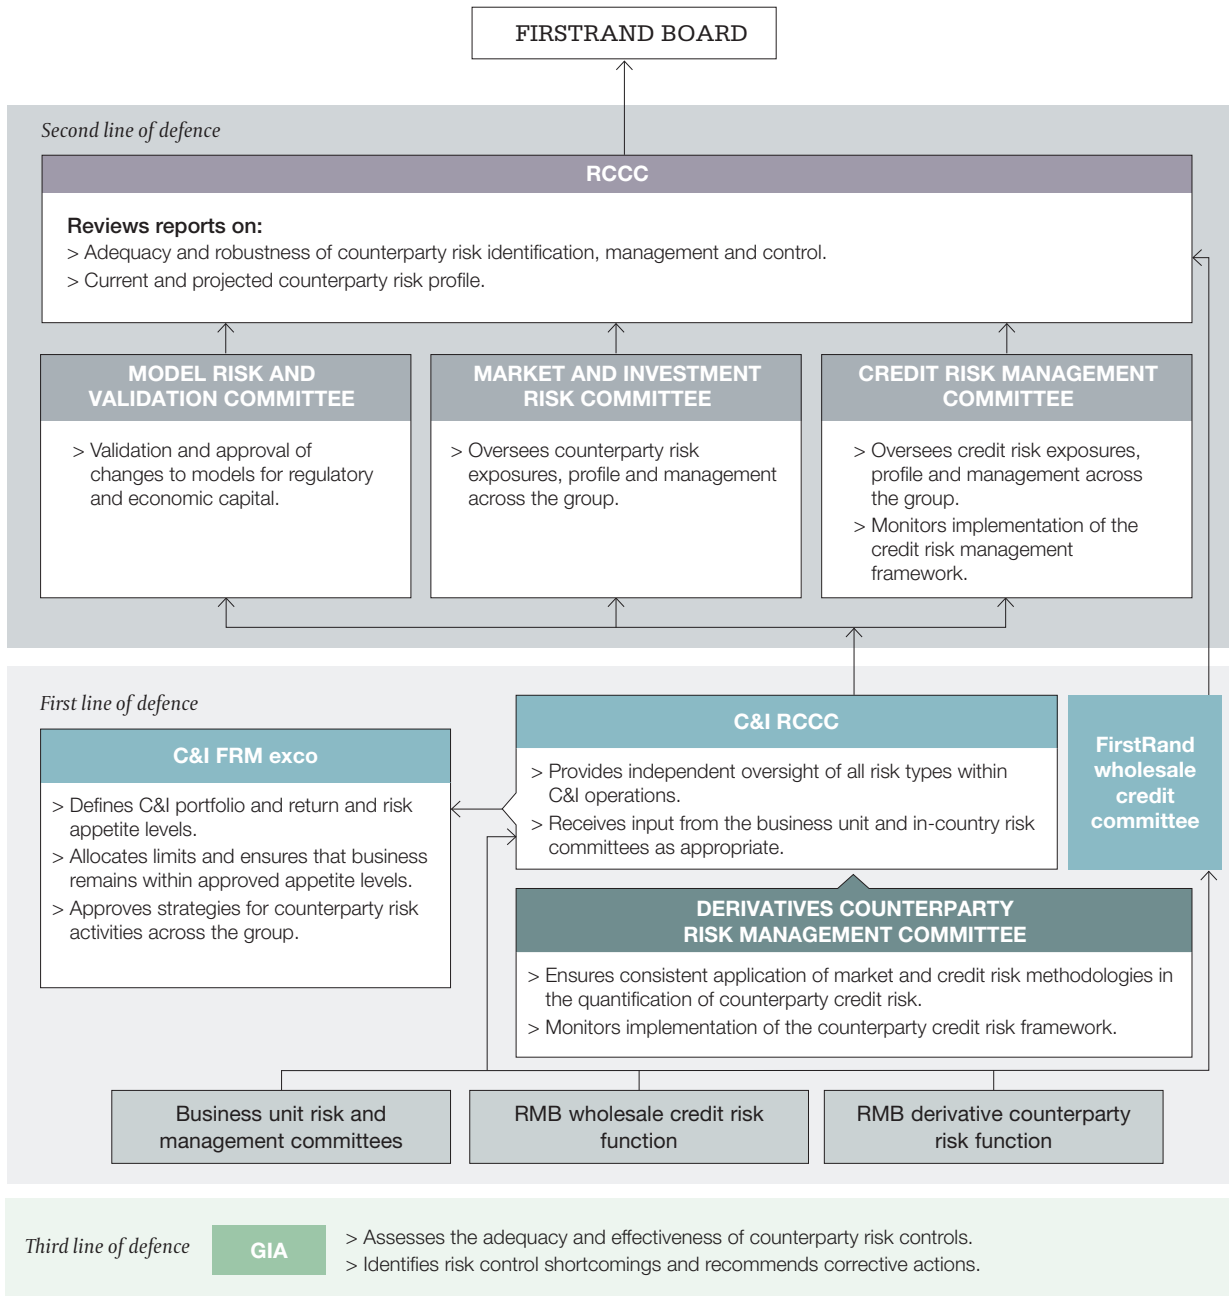 FIRSTRAND BOARD
Second line of defence
RCCC
Reviews reports on:
> Adequacy and robustness of counterparty risk identification, management and control.
> Current and projected counterparty risk profile.
MODEL RISK AND
VALIDATION COMMITTEE
> Validation and approval of
changes to models for regulatory
and economic capital.
MARKET AND INVESTMENT
RISK COMMITTEE
> Oversees counterparty risk
exposures, profile and management
across the group.
CREDIT RISK MANAGEMENT
COMMITTEE
> Oversees credit risk exposures,
profile and management across
the group.
> Monitors implementation of the
credit risk management
framework.
First line of defence
C&I FRM exco
> Defines C&I portfolio and return and risk
appetite levels.
> Allocates limits and ensures that business
remains within approved appetite levels.
> Approves strategies for counterparty risk
activities across the group.
C&I RCCC
> Provides independent oversight of all risk types within
C&I operations.
> Receives input from the business unit and in-country risk
committees as appropriate.
FirstRand
wholesale
credit
committee
DERIVATIVES COUNTERPARTY
RISK MANAGEMENT COMMITTEE
> Ensures consistent application of market and credit risk methodologies in
the quantification of counterparty credit risk.
> Monitors implementation of the counterparty credit risk framework.
Business unit risk and
management committees
RMB wholesale credit risk
function
RMB derivative counterparty
risk function
Third line of defence
GIA
> Assesses the adequacy and effectiveness of counterparty risk controls.
> Identifies risk control shortcomings and recommends corrective actions.